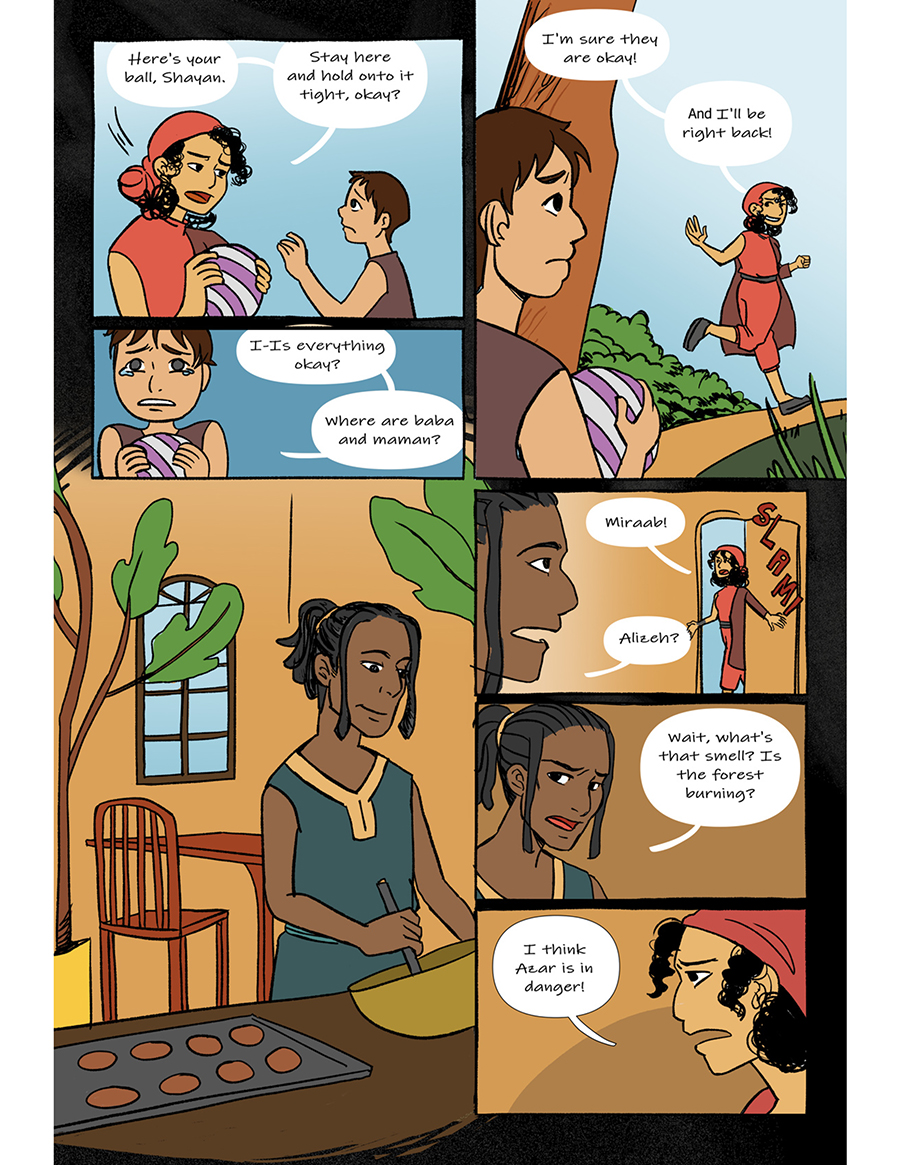 Here's your
ball, Shayan.
Stay here
and hold onto it
tight, okay?
I-Is everything
okay?
Where are baba
and maman?
I'm sure they
are okay!
And I'll be
right back!
Miraab!
SLAM!
Alizeh?
Wait, what's
that smell? Is
the forest
burning?
I think
Azar is in
danger!